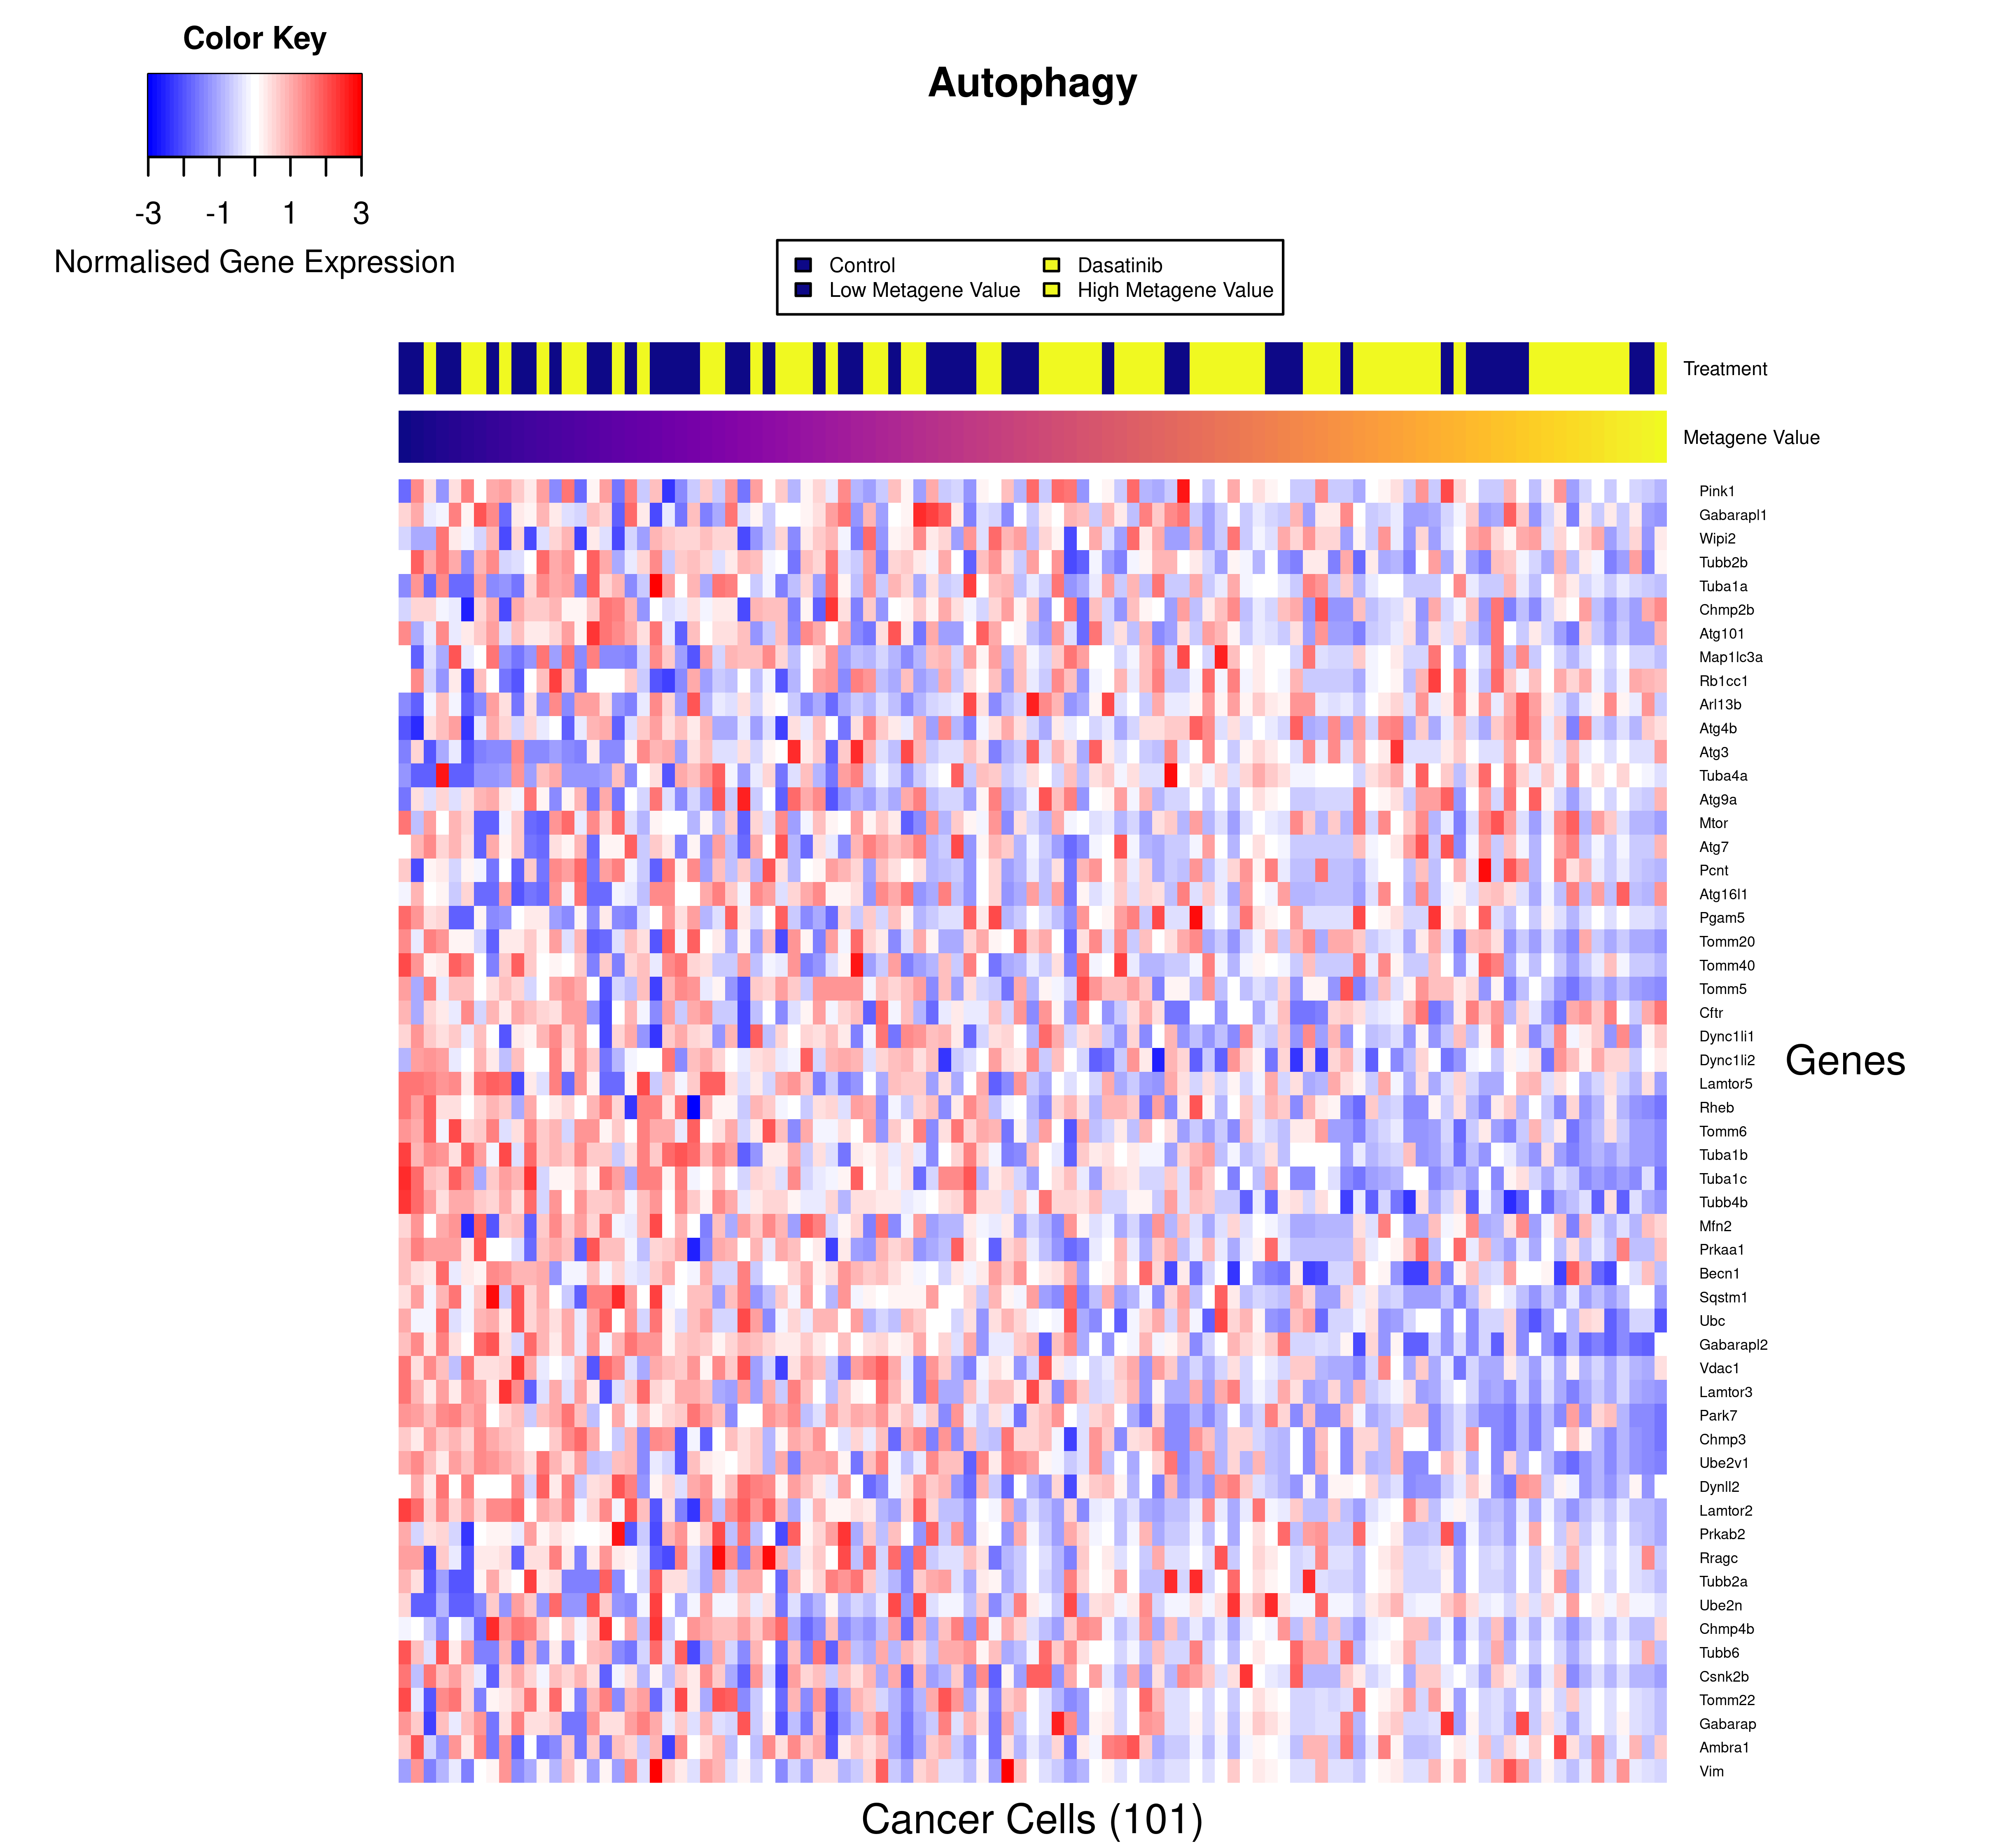 Color Key
-3 -1 1 3
Normalised Gene Expression
Autophagy
Control Dasatinib
Low Metagene Value High Metagene Value
Treatment
Metagene Value
Pink1
Gabarapl1
Wipi2
Tubb2b
Tuba1a
Chmp2b
Atg101
Map1lc3a
Rb1cc1
Arl13b
Atg4b
Atg3
Tuba4a
Atg9a
Mtor
Atg7
Pcnt
Atg16l1
Pgam5
Tomm20
Tomm40
Tomm5
Cftr
Dync1li1
Dync1li2
Genes
Lamtor5
Rheb
Tomm6
Tuba1b
Tuba1c
Tubb4b
Mfn2
Prkaa1
Becn1
Sqstm1
Ubc
Gabarapl2
Vdac1
Lamtor3
Park7
Chmp3
Ube2v1
Dynll2
Lamtor2
Prkab2
Rragc
Tubb2a
Ube2n
Chmp4b
Tubb6
Csnk2b
Tomm22
Gabarap
Ambra1
Vim
Cancer Cells (101)